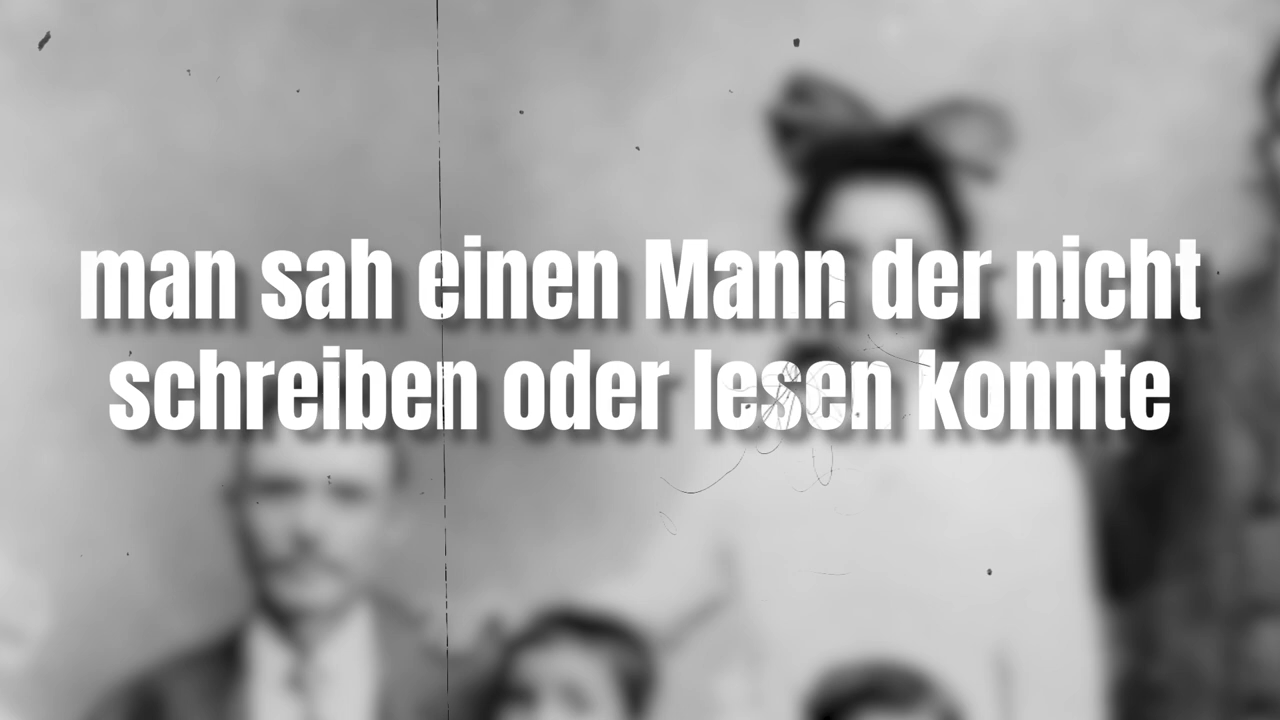 man sah einen Mann der nicht
schreiben oder lesen konnte